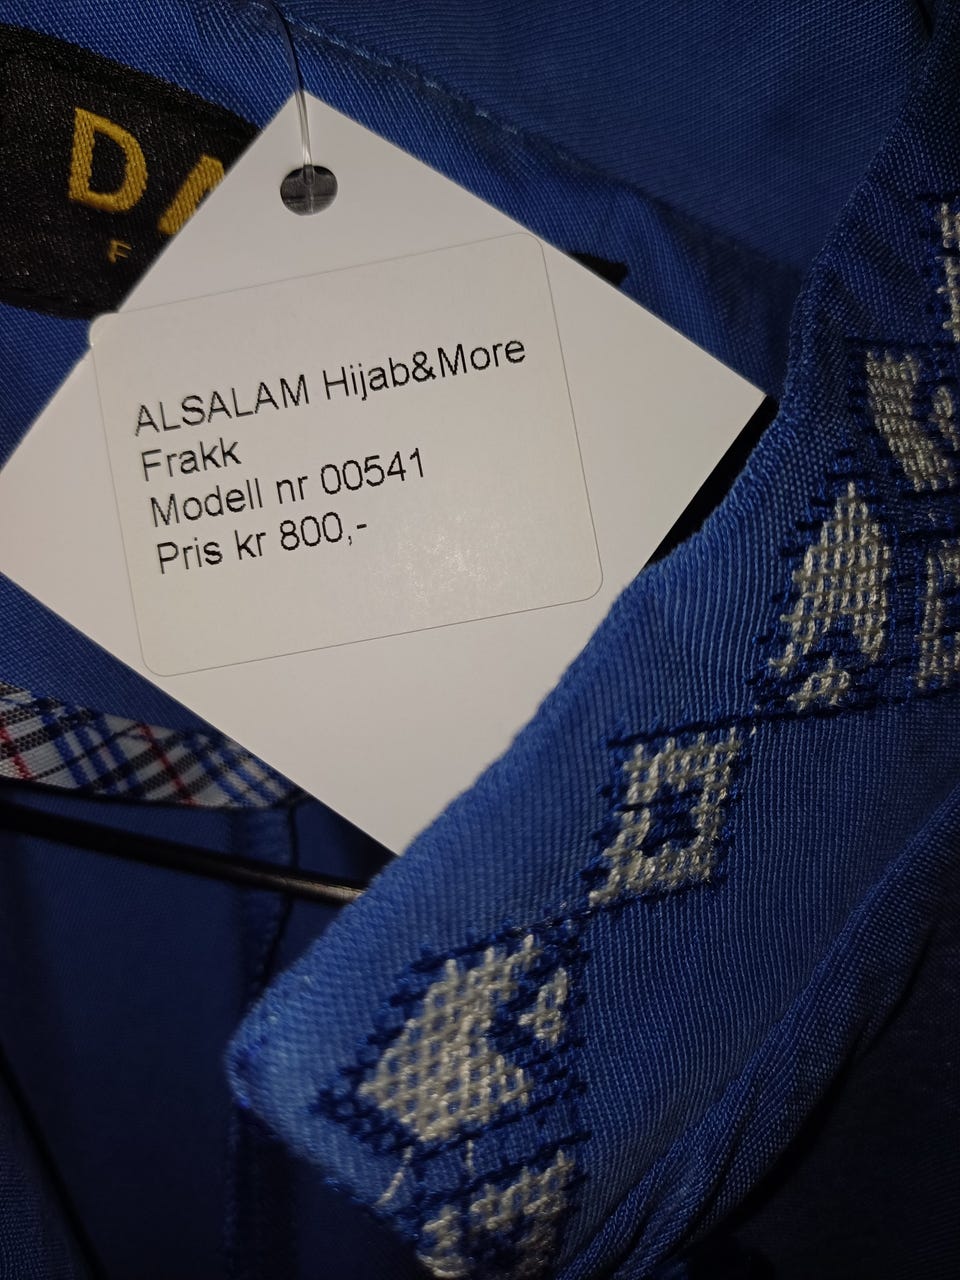 ALSALAM Hijab&More
Frakk
Modell nr 00541
Pris kr 800,-